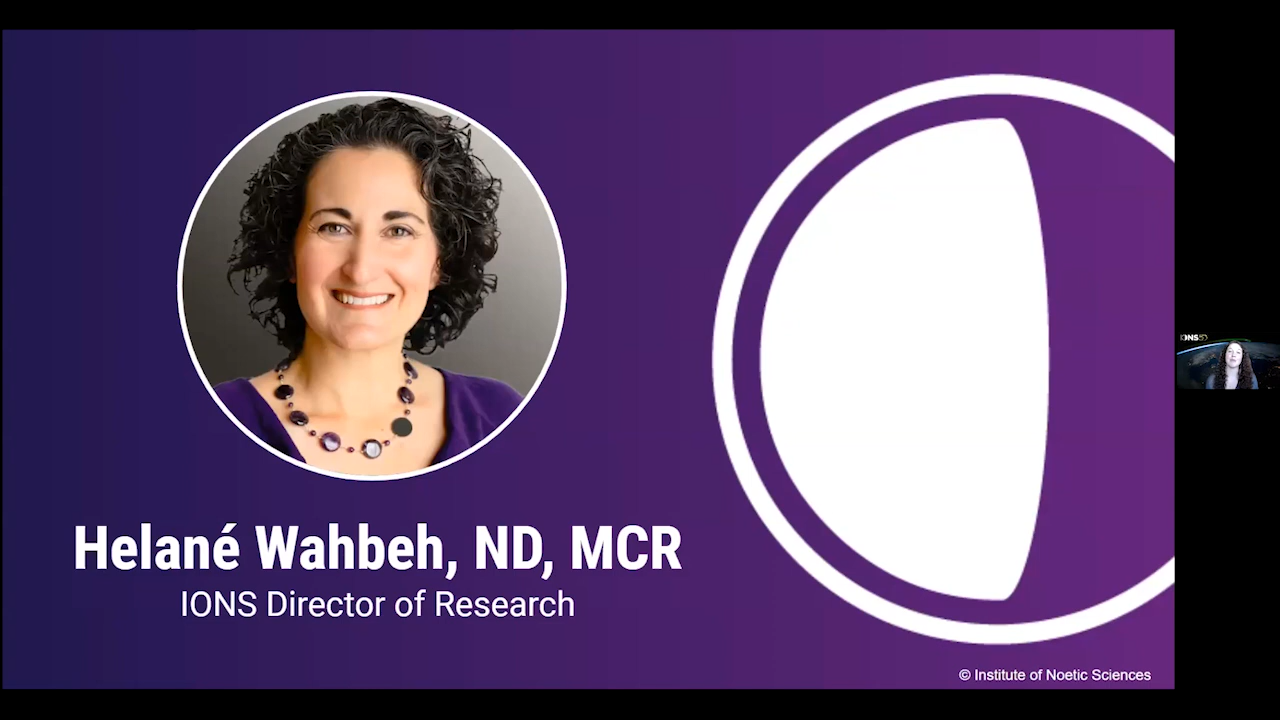 Helané Wahbeh, ND, MCR
IONS Director of Research
© Institute of Noetic Sciences